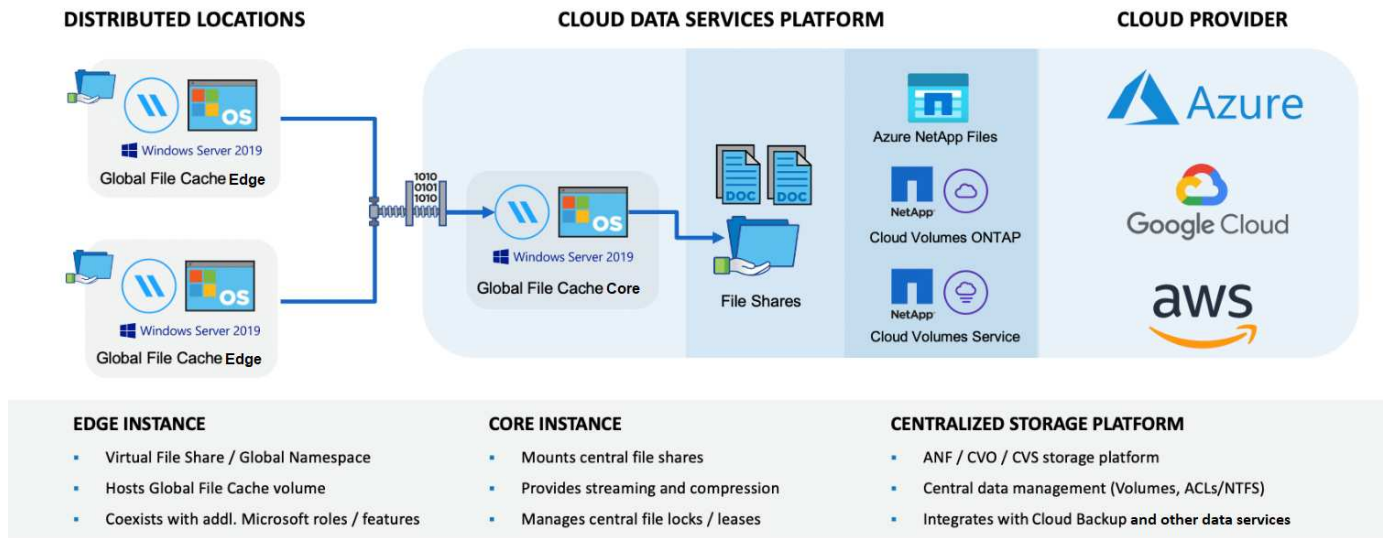 DISTRIBUTED LOCATIONS
CLOUD DATA SERVICES PLATFORM
CLOUD PROVIDER
OS
Windows Server 2019
Global File Cache Edge
OS
Windows Server 2019
Global File Cache Edge
1010
0101
1010
OS
Windows Server 2019
Global File Cache Core
DOC
DOC
File Shares
Azure NetApp Files
NetApp
Cloud Volumes ONTAP
NetApp
Cloud Volumes Service
Azure
Google Cloud
aws
EDGE INSTANCE
▪ Virtual File Share / Global Namespace
▪ Hosts Global File Cache volume
▪ Coexists with addl. Microsoft roles / features
CORE INSTANCE
▪ Mounts central file shares
▪ Provides streaming and compression
▪ Manages central file locks / leases
CENTRALIZED STORAGE PLATFORM
▪ ANF / CVO / CVS storage platform
▪ Central data management (Volumes, ACLs/NTFS)
▪ Integrates with Cloud Backup and other data services